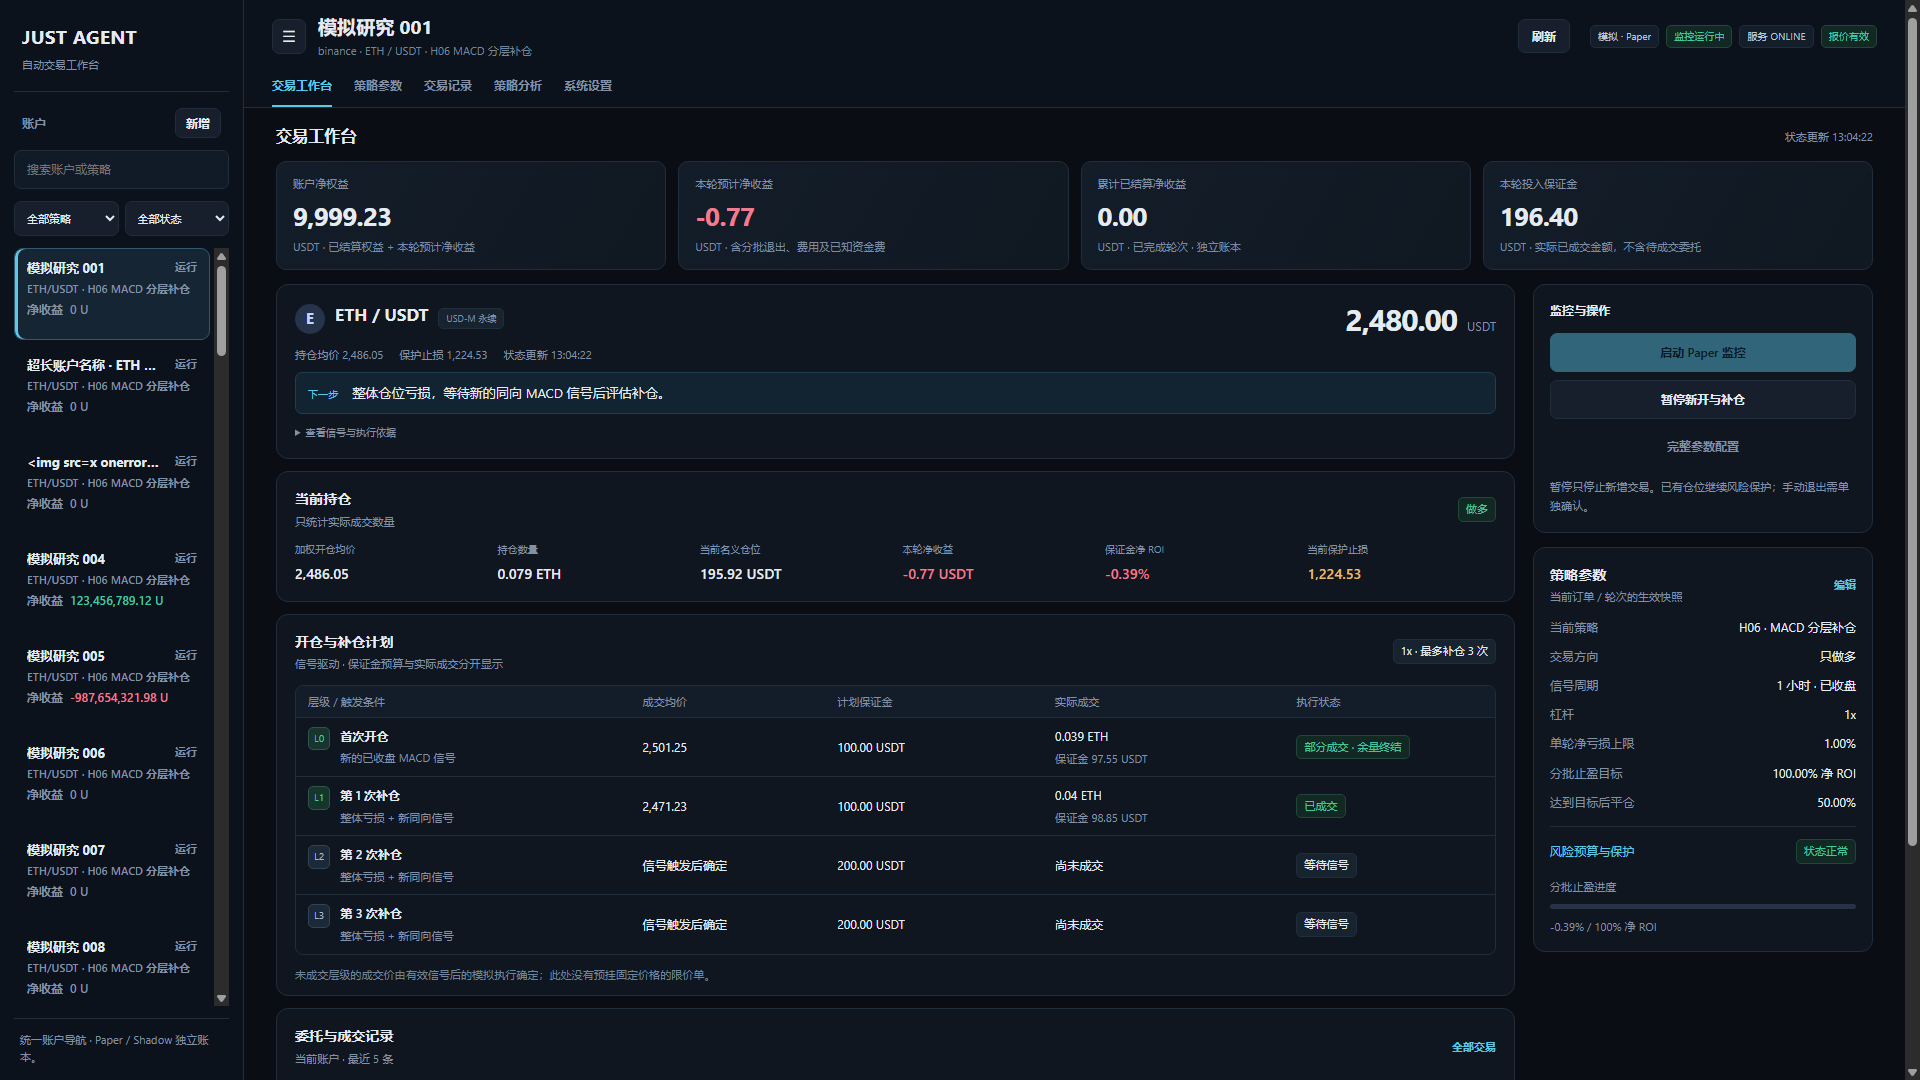 JUST AGENT
自动交易工作台
账户
新增
搜索账户或策略
全部策略
全部状态
模拟研究 001
运行
ETH/USDT · H06 MACD 分层补仓
净收益 0 U
超长账户名称 · ETH ...
运行
ETH/USDT · H06 MACD 分层补仓
净收益 0 U
<img src=x onerror...
运行
ETH/USDT · H06 MACD 分层补仓
净收益 0 U
模拟研究 004
运行
ETH/USDT · H06 MACD 分层补仓
净收益 123,456,789.12 U
模拟研究 005
运行
ETH/USDT · H06 MACD 分层补仓
净收益 -987,654,321.98 U
模拟研究 006
运行
ETH/USDT · H06 MACD 分层补仓
净收益 0 U
模拟研究 007
运行
ETH/USDT · H06 MACD 分层补仓
净收益 0 U
模拟研究 008
运行
ETH/USDT · H06 MACD 分层补仓
净收益 0 U
统一账户导航 · Paper / Shadow 独立账
本。
模拟研究 001
binance · ETH / USDT · H06 MACD 分层补仓
刷新
模拟 · Paper
监控运行中
服务 ONLINE
报价有效
交易工作台
策略参数
交易记录
策略分析
系统设置
交易工作台
状态更新 13:04:22
账户净权益
9,999.23
USDT · 已结算权益 + 本轮预计净收益
本轮预计净收益
-0.77
USDT · 含分批退出、费用及已知资金费
累计已结算净收益
0.00
USDT · 已完成轮次 · 独立账本
本轮投入保证金
196.40
USDT · 实际已成交金额，不含待成交委托
E
ETH / USDT
USD-M 永续
2,480.00 USDT
持仓均价 2,486.05
保护止损 1,224.53
状态更新 13:04:22
下一步 整体仓位亏损，等待新的同向 MACD 信号后评估补仓。
查看信号与执行依据
当前持仓
只统计实际成交数量
做多
加权开仓均价
持仓数量
当前名义仓位
本轮净收益
保证金净 ROI
当前保护止损
2,486.05
0.079 ETH
195.92 USDT
-0.77 USDT
-0.39%
1,224.53
开仓与补仓计划
信号驱动 · 保证金预算与实际成交分开显示
1x · 最多补仓 3 次
层级 / 触发条件
成交均价
计划保证金
实际成交
执行状态
L0
首次开仓
新的已收盘 MACD 信号
2,501.25
100.00 USDT
0.039 ETH
保证金 97.55 USDT
部分成交 · 余量终结
L1
第 1 次补仓
整体亏损 + 新同向信号
2,471.23
100.00 USDT
0.04 ETH
保证金 98.85 USDT
已成交
L2
第 2 次补仓
整体亏损 + 新同向信号
信号触发后确定
200.00 USDT
尚未成交
等待信号
L3
第 3 次补仓
整体亏损 + 新同向信号
信号触发后确定
200.00 USDT
尚未成交
等待信号
未成交层级的成交价由有效信号后的模拟执行确定；此处没有预挂固定价格的限价单。
委托与成交记录
当前账户 · 最近 5 条
全部交易
监控与操作
启动 Paper 监控
暂停新开与补仓
完整参数配置
暂停只停止新增交易。已有仓位继续风险保护；手动退出需单
独确认。
策略参数
当前订单 / 轮次的生效快照
编辑
当前策略
H06 · MACD 分层补仓
交易方向
只做多
信号周期
1 小时 · 已收盘
杠杆
1x
单轮净亏损上限
1.00%
分批止盈目标
100.00% 净 ROI
达到目标后平仓
50.00%
风险预算与保护
状态正常
分批止盈进度
-0.39% / 100% 净 ROI